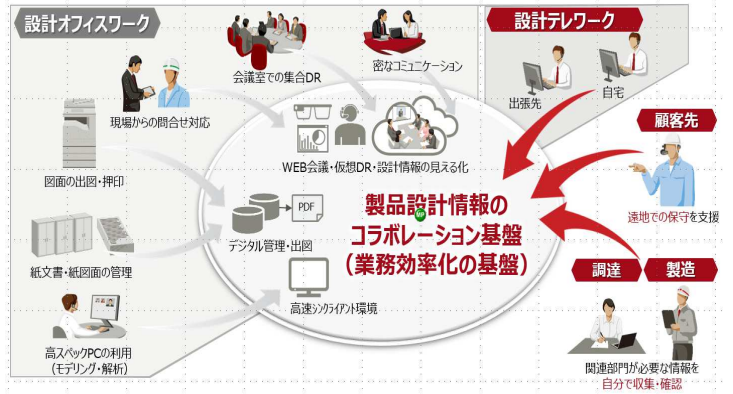 設計オフィスワーク
設計テレワーク
会議室での集合DR
密なコミュニケーション
出張先
自宅
現場からの問合せ対応
顧客先
WEB会議・仮想DR・設計情報の見える化
図面の出図・押印
PDF
製品設計情報の
コラボレーション基盤
(業務効率化の基盤)
遠地での保守を支援
デジタル管理・出図
紙文書・紙図面の管理
調達
製造
高速シンクライアント環境
高スペックPCの利用
(モデリング・解析)
関連部門が必要な情報を
自分で収集・確認